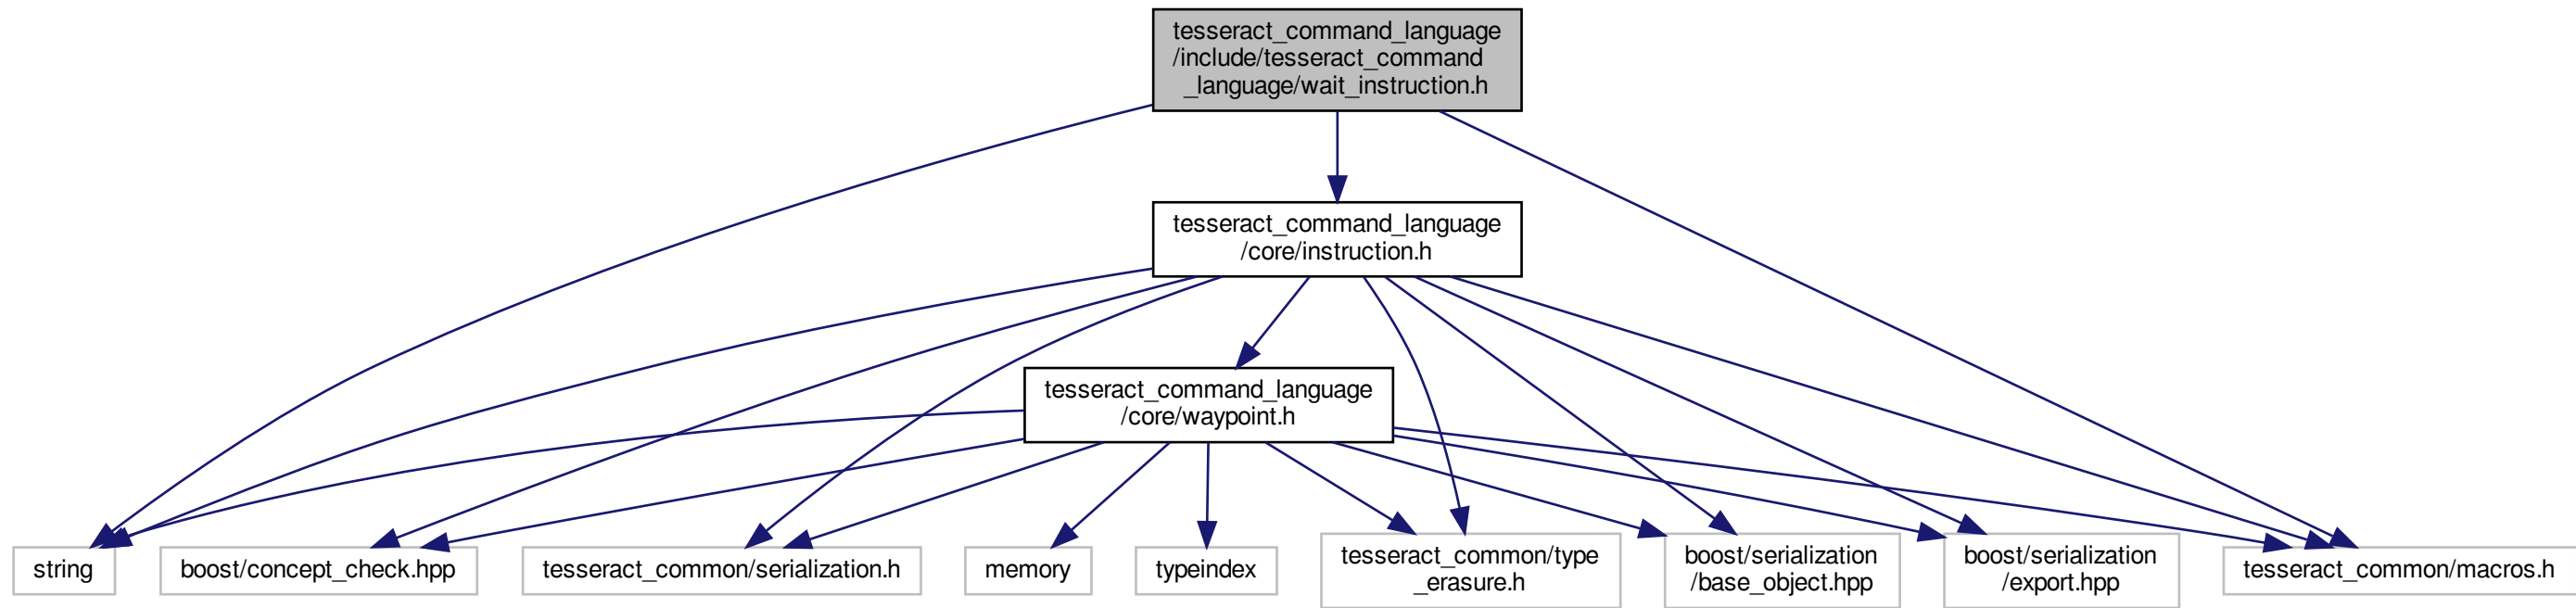 tesseract_command_language
/include/tesseract_command
_language/wait_instruction.h
tesseract_command_language
/core/instruction.h
tesseract_command_language
/core/waypoint.h
string
boost/concept_check.hpp
tesseract_common/serialization.h
memory
typeindex
tesseract_common/type
_erasure.h
boost/serialization
/base_object.hpp
boost/serialization
/export.hpp
tesseract_common/macros.h